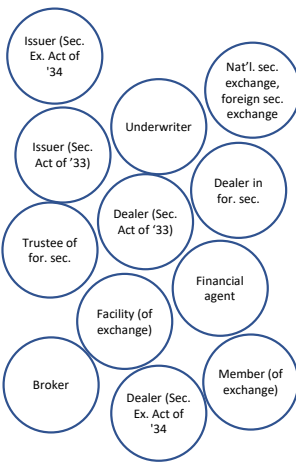 Issuer (Sec.
Ex. Act of
'34
Nat'l. sec.
exchange,
foreign sec.
exchange
Underwriter
Issuer (Sec.
Act of '33)
Dealer in
for. sec.
Dealer (Sec.
Act of '33)
Trustee of
for. sec.
Financial
agent
Facility (of
exchange)
Broker
Member (of
exchange)
Dealer (Sec.
Ex. Act of
'34